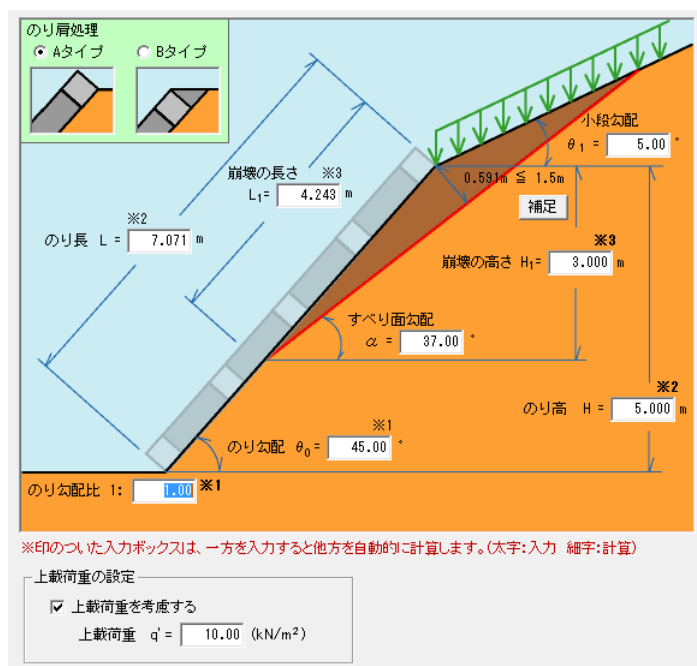 のり肩処理
Aタイプ Bタイプ
小段勾配
θ1 = 5.00 °
崩壊の長さ ※3
L1= 4.243 m
0.591m ≦ 1.5m
補足
※2
のり長 L = 7.071 m
※3
崩壊の高さ H1= 3.000 m
すべり面勾配
α = 37.00 °
※2
のり高 H = 5.000 m
※1
のり勾配 θ0 = 45.00 °
のり勾配比 1: 1.00 ※1
※印のついた入力ボックスは、一方を入力すると他方を自動的に計算します。(太字:入力 細字:計算)
上載荷重の設定
上載荷重を考慮する
上載荷重 q'= 10.00 (kN/m²)